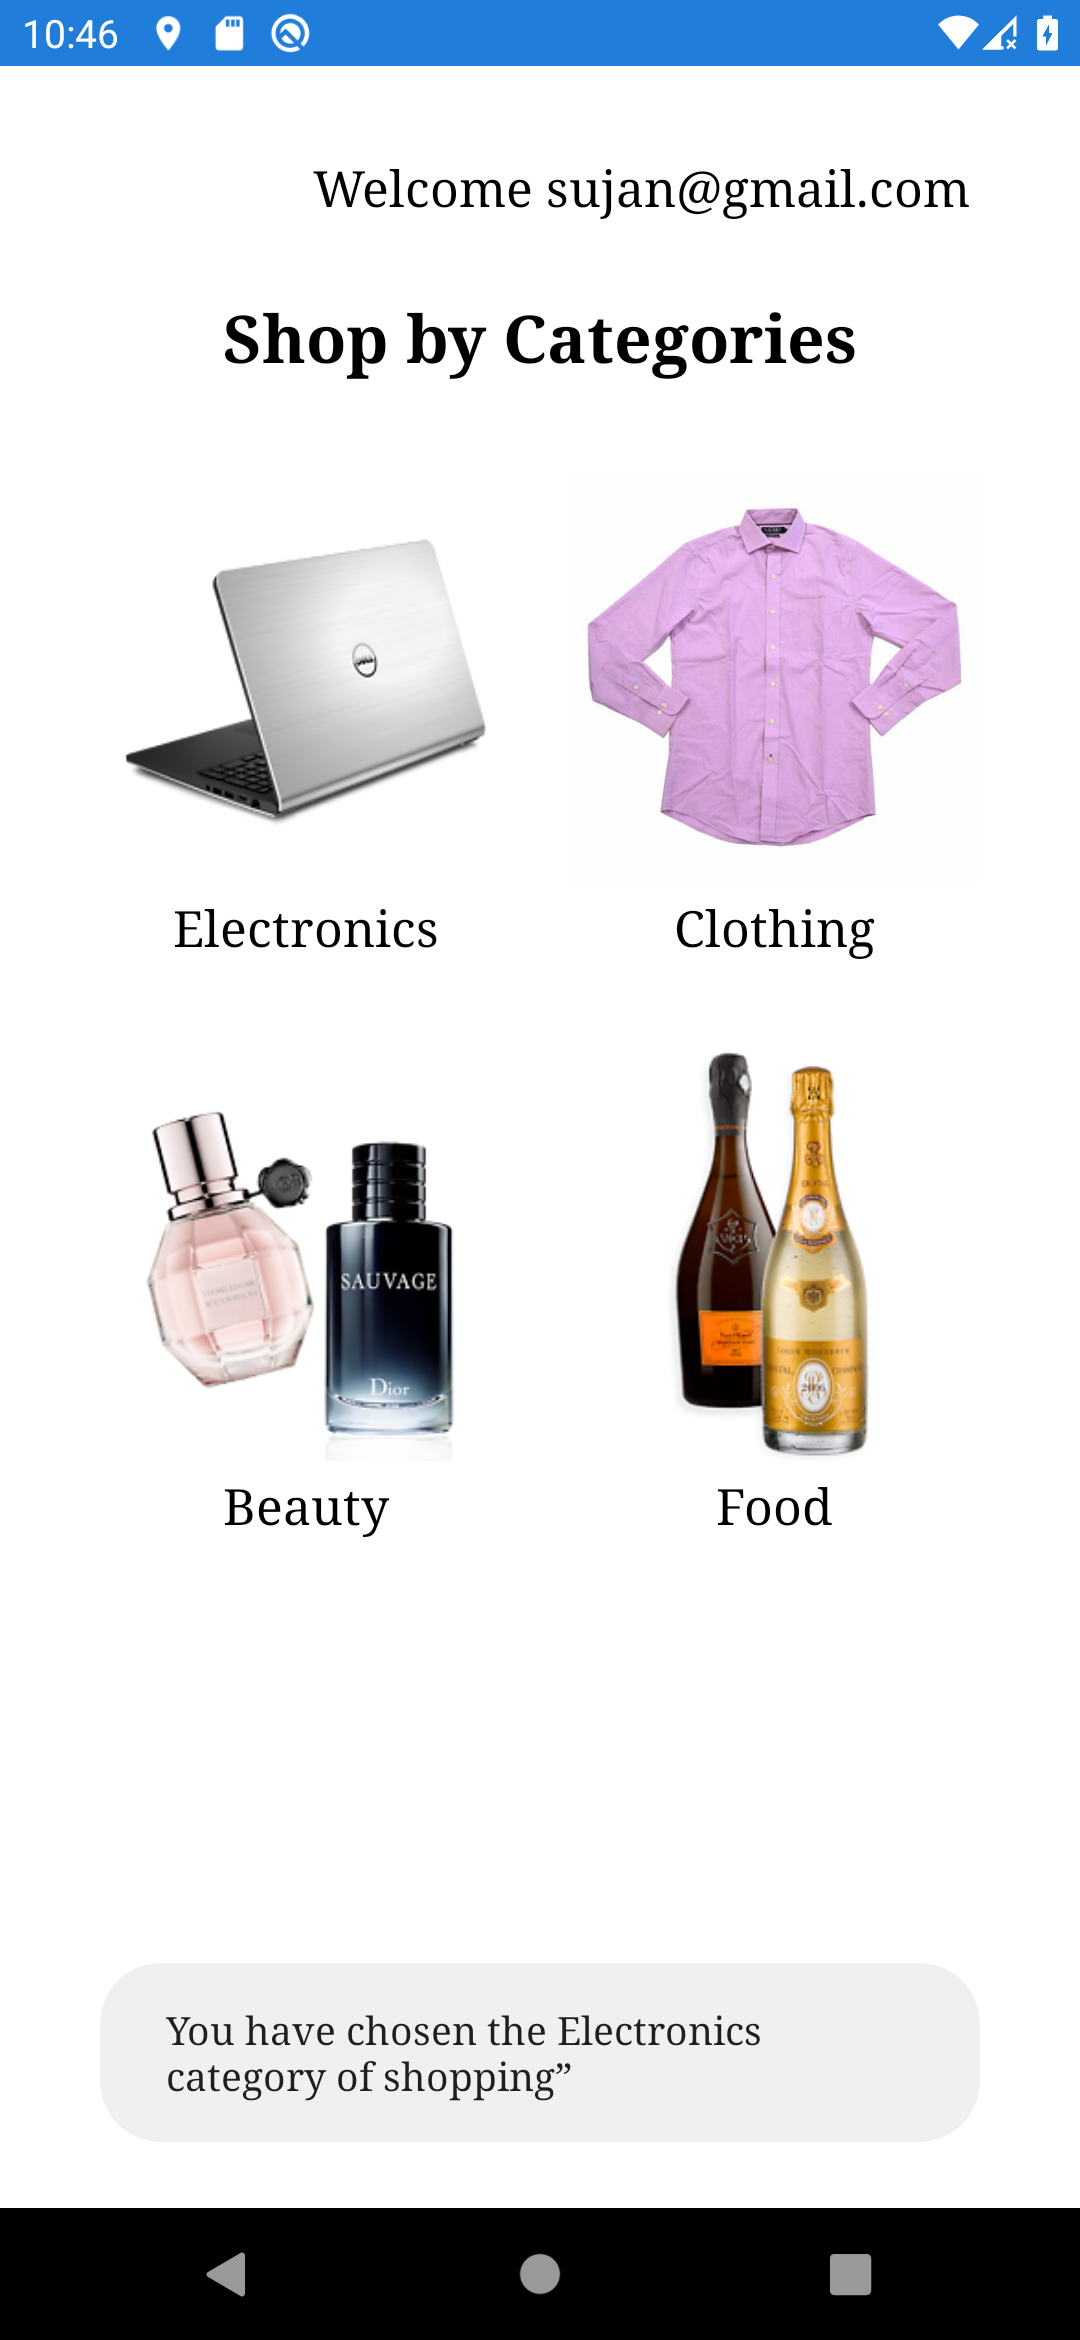 10:46
Welcome sujan@gmail.com
Shop by Categories
DELL
Electronics
Clothing
SAUVAGE
Dior
Beauty
Food
You have chosen the Electronics
category of shopping”